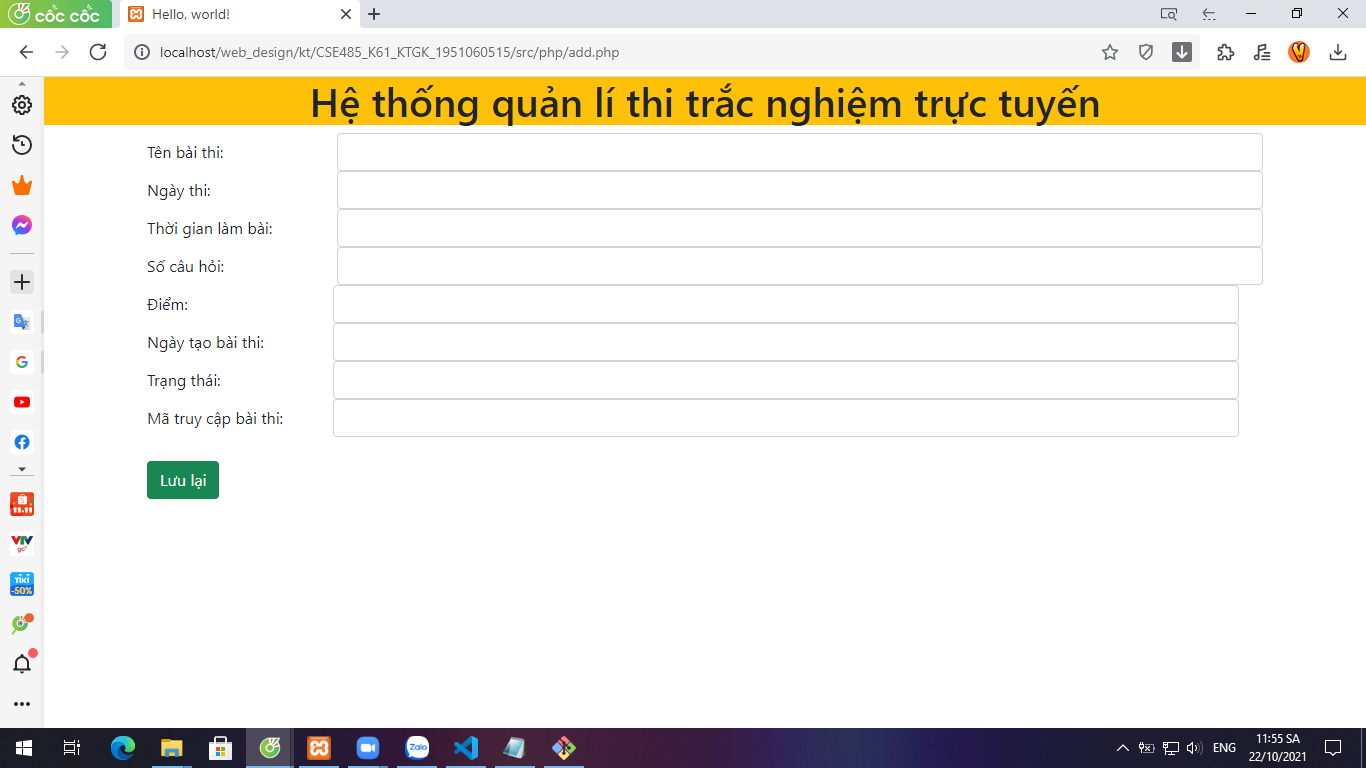 cốc cốc
Hello, world!
localhost/web_design/kt/CSE485_K61_KTGK_1951060515/src/php/add.php
Hệ thống quản lí thi trắc nghiệm trực tuyến
Tên bài thi:
Ngày thi:
Thời gian làm bài:
Số câu hỏi:
Điểm:
Ngày tạo bài thi:
Trạng thái:
Mã truy cập bài thi:
Lưu lại
11.11
VTV
go
TIKI
-50%
Zalo
ENG
11:55 SA
22/10/2021